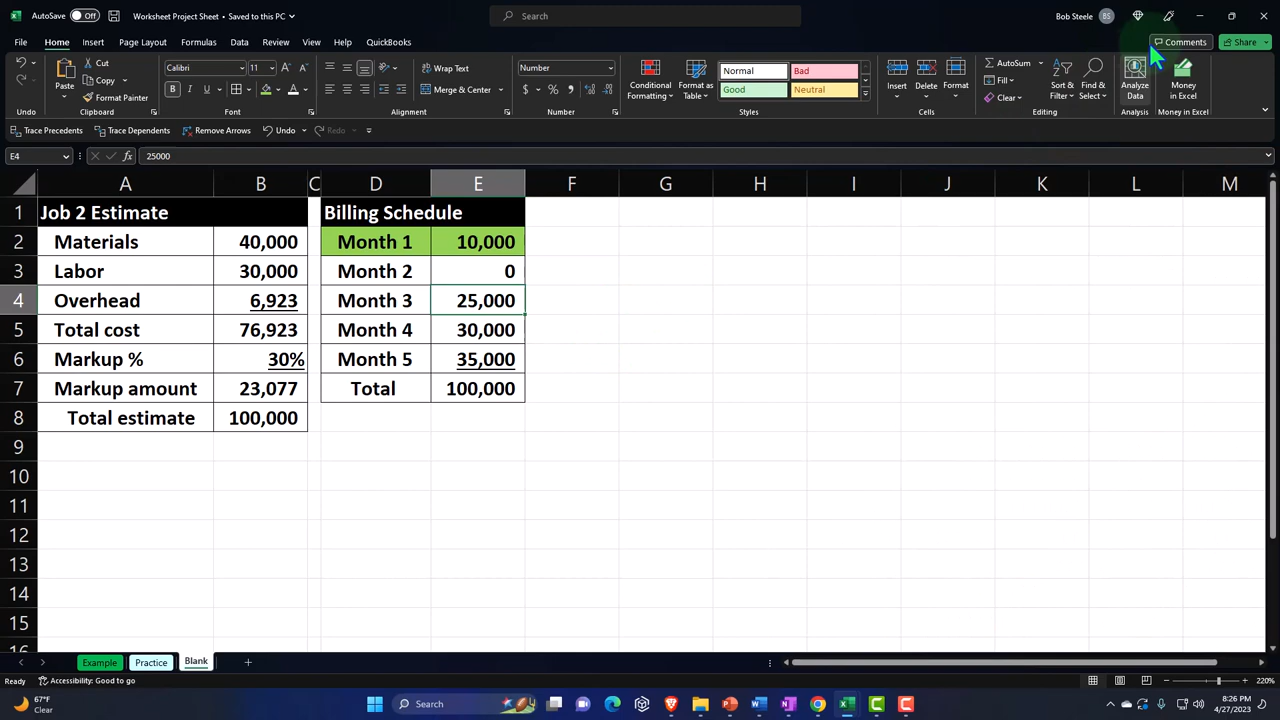 AutoSave Off Worksheet Project Sheet • Saved to this PC Search Bob Steele BS
File Home Insert Page Layout Formulas Data Review View Help QuickBooks Comments Share
Paste Cut Copy Format Painter
Calibri 11 B I U A
Wrap Text Merge & Center
Number $ % ,
Conditional Formatting Format as Table
Normal Bad
Good Neutral
Insert Delete Format
AutoSum Fill Clear Sort & Filter Find & Select
Analyze Data Money in Excel
Undo Clipboard Font Alignment Number Styles Cells Editing Analysis Money in Excel
Trace Precedents Trace Dependents Remove Arrows Undo Redo
E4 fx 25000
A B C D E F G H I J K L M
1 Job 2 Estimate Billing Schedule
2 Materials 40,000 Month 1 10,000
3 Labor 30,000 Month 2 0
4 Overhead 6,923 Month 3 25,000
5 Total cost 76,923 Month 4 30,000
6 Markup % 30% Month 5 35,000
7 Markup amount 23,077 Total 100,000
8 Total estimate 100,000
9
10
11
12
13
14
15
16
Example Practice Blank
Ready Accessibility: Good to go 220%
67°F Clear Search 8:26 PM 4/27/2023